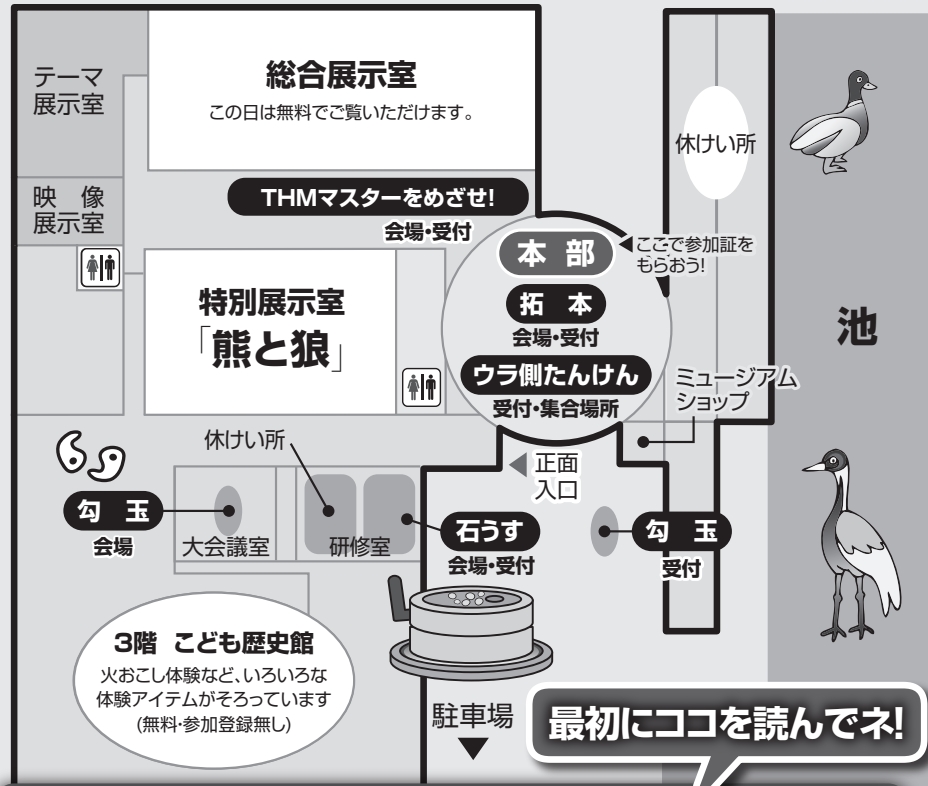 テーマ
展示室
総合展示室
この日は無料でご覧いただけます。
休けい所
映 像
展示室
THMマスターをめざせ!
会場・受付
本 部
ここで参加証を
もらおう!
特別展示室
「熊と狼」
拓 本
会場・受付
ウラ側たんけん
受付・集合場所
池
ミュージアム
ショップ
休けい所
正面
入口
勾 玉
会場
大会議室
研修室
石うす
会場・受付
勾 玉
受付
3階 こども歴史館
火おこし体験など、いろいろな
体験アイテムがそろっています
(無料・参加登録無し)
駐車場
最初にココを読んでネ!